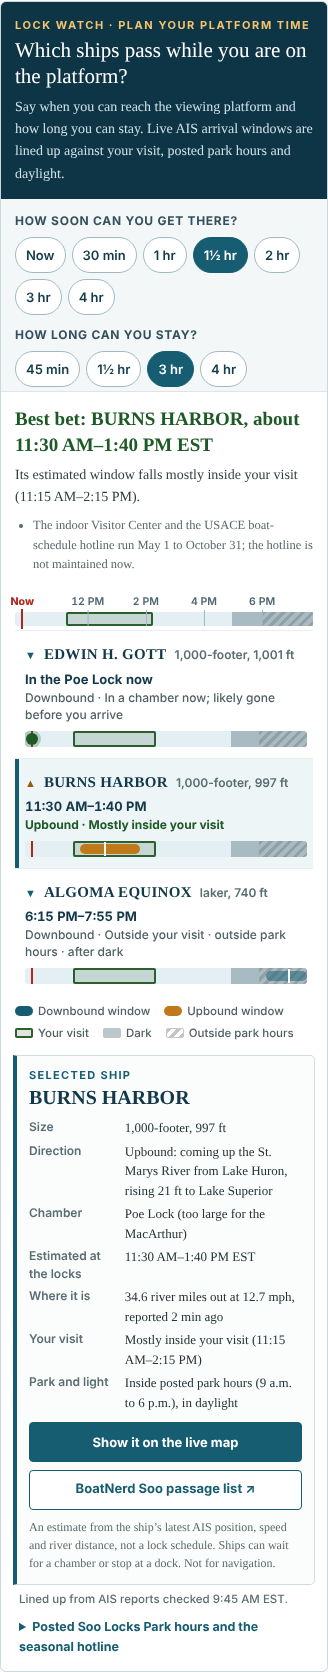 LOCK WATCH · PLAN YOUR PLATFORM TIME
Which ships pass while you are on
the platform?
Say when you can reach the viewing platform and
how long you can stay. Live AIS arrival windows are
lined up against your visit, posted park hours and
daylight.
HOW SOON CAN YOU GET THERE?
Now 30 min 1 hr 1½ hr 2 hr
3 hr 4 hr
HOW LONG CAN YOU STAY?
45 min 1½ hr 3 hr 4 hr
Best bet: BURNS HARBOR, about
11:30 AM–1:40 PM EST
Its estimated window falls mostly inside your visit
(11:15 AM–2:15 PM).
• The indoor Visitor Center and the USACE boat-
schedule hotline run May 1 to October 31; the hotline is
not maintained now.
Now 12 PM 2 PM 4 PM 6 PM
▼ EDWIN H. GOTT 1,000-footer, 1,001 ft
In the Poe Lock now
Downbound · In a chamber now; likely gone
before you arrive
▲ BURNS HARBOR 1,000-footer, 997 ft
11:30 AM–1:40 PM
Upbound · Mostly inside your visit
▼ ALGOMA EQUINOX laker, 740 ft
6:15 PM–7:55 PM
Downbound · Outside your visit · outside park
hours · after dark
Downbound window Upbound window
Your visit Dark Outside park hours
SELECTED SHIP
BURNS HARBOR
Size 1,000-footer, 997 ft
Direction Upbound: coming up the St.
Marys River from Lake Huron,
rising 21 ft to Lake Superior
Chamber Poe Lock (too large for the
MacArthur)
Estimated at 11:30 AM–1:40 PM EST
the locks
Where it is 34.6 river miles out at 12.7 mph,
reported 2 min ago
Your visit Mostly inside your visit (11:15
AM–2:15 PM)
Park and light Inside posted park hours (9 a.m.
to 6 p.m.), in daylight
Show it on the live map
BoatNerd Soo passage list ↗
An estimate from the ship's latest AIS position, speed
and river distance, not a lock schedule. Ships can wait
for a chamber or stop at a dock. Not for navigation.
Lined up from AIS reports checked 9:45 AM EST.
▶ Posted Soo Locks Park hours and the
seasonal hotline